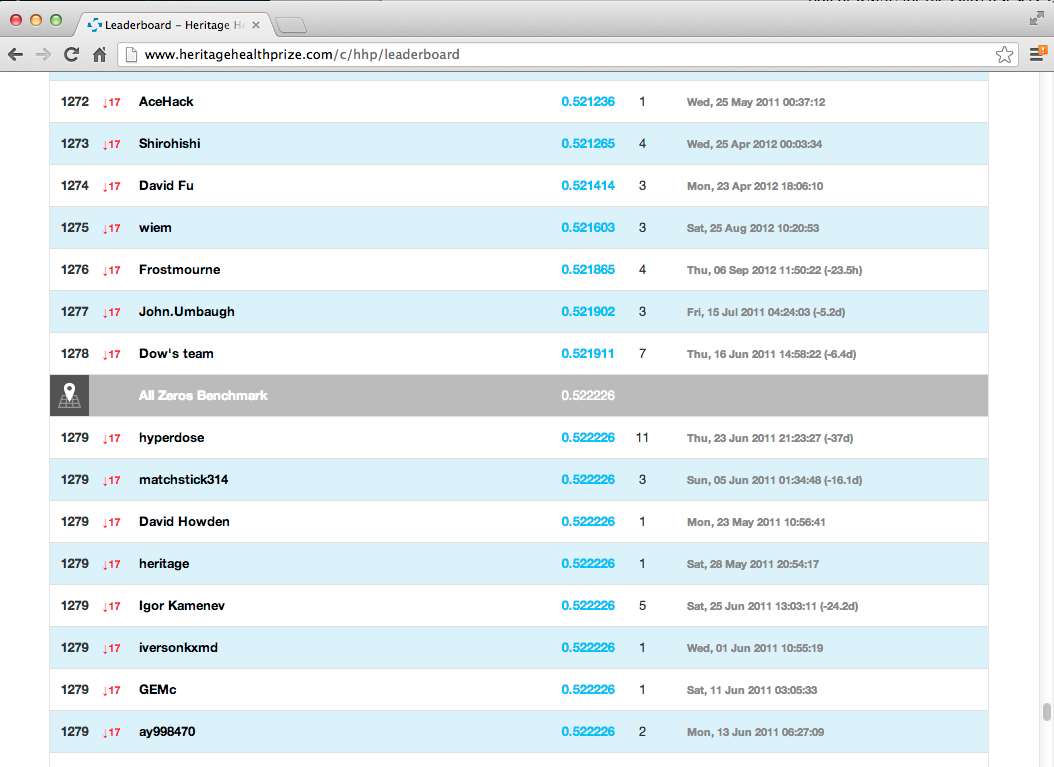 Leaderboard – Heritage He
www.heritagehealthprize.com/c/hhp/leaderboard
1272 ↓17 AceHack 0.521236 1 Wed, 25 May 2011 00:37:12
1273 ↓17 Shirohishi 0.521265 4 Wed, 25 Apr 2012 00:03:34
1274 ↓17 David Fu 0.521414 3 Mon, 23 Apr 2012 18:06:10
1275 ↓17 wiem 0.521603 3 Sat, 25 Aug 2012 10:20:53
1276 ↓17 Frostmourne 0.521865 4 Thu, 06 Sep 2012 11:50:22 (-23.5h)
1277 ↓17 John.Umbaugh 0.521902 3 Fri, 15 Jul 2011 04:24:03 (-5.2d)
1278 ↓17 Dow's team 0.521911 7 Thu, 16 Jun 2011 14:58:22 (-6.4d)
All Zeros Benchmark 0.522226
1279 ↓17 hyperdose 0.522226 11 Thu, 23 Jun 2011 21:23:27 (-37d)
1279 ↓17 matchstick314 0.522226 3 Sun, 05 Jun 2011 01:34:48 (-16.1d)
1279 ↓17 David Howden 0.522226 1 Mon, 23 May 2011 10:56:41
1279 ↓17 heritage 0.522226 1 Sat, 28 May 2011 20:54:17
1279 ↓17 Igor Kamenev 0.522226 5 Sat, 25 Jun 2011 13:03:11 (-24.2d)
1279 ↓17 iversonkxmd 0.522226 1 Wed, 01 Jun 2011 10:55:19
1279 ↓17 GEMc 0.522226 1 Sat, 11 Jun 2011 03:05:33
1279 ↓17 ay998470 0.522226 2 Mon, 13 Jun 2011 06:27:09